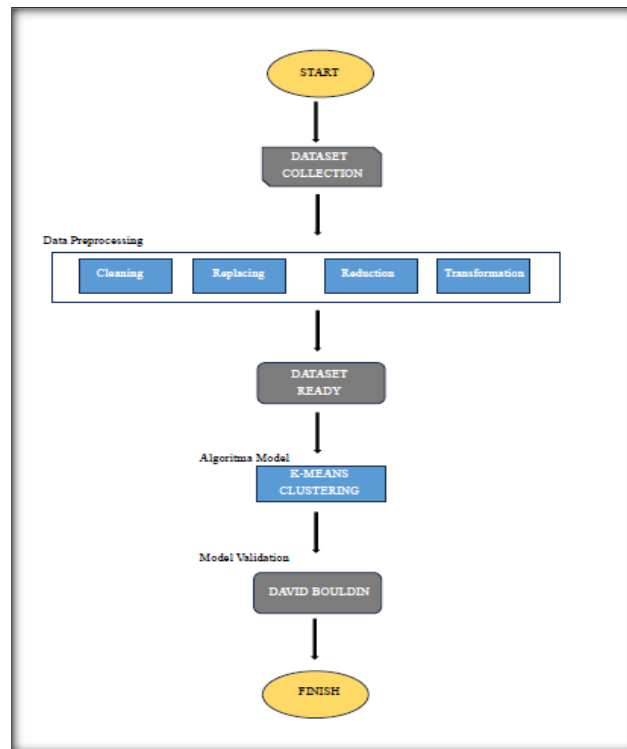 START
DATASET
COLLECTION
Data Preprocessing
Cleaning
Replacing
Reduction
Transformation
DATASET
READY
Algoritma Model
K-MEANS
CLUSTERING
Model Validation
DAVID BOULDIN
FINISH